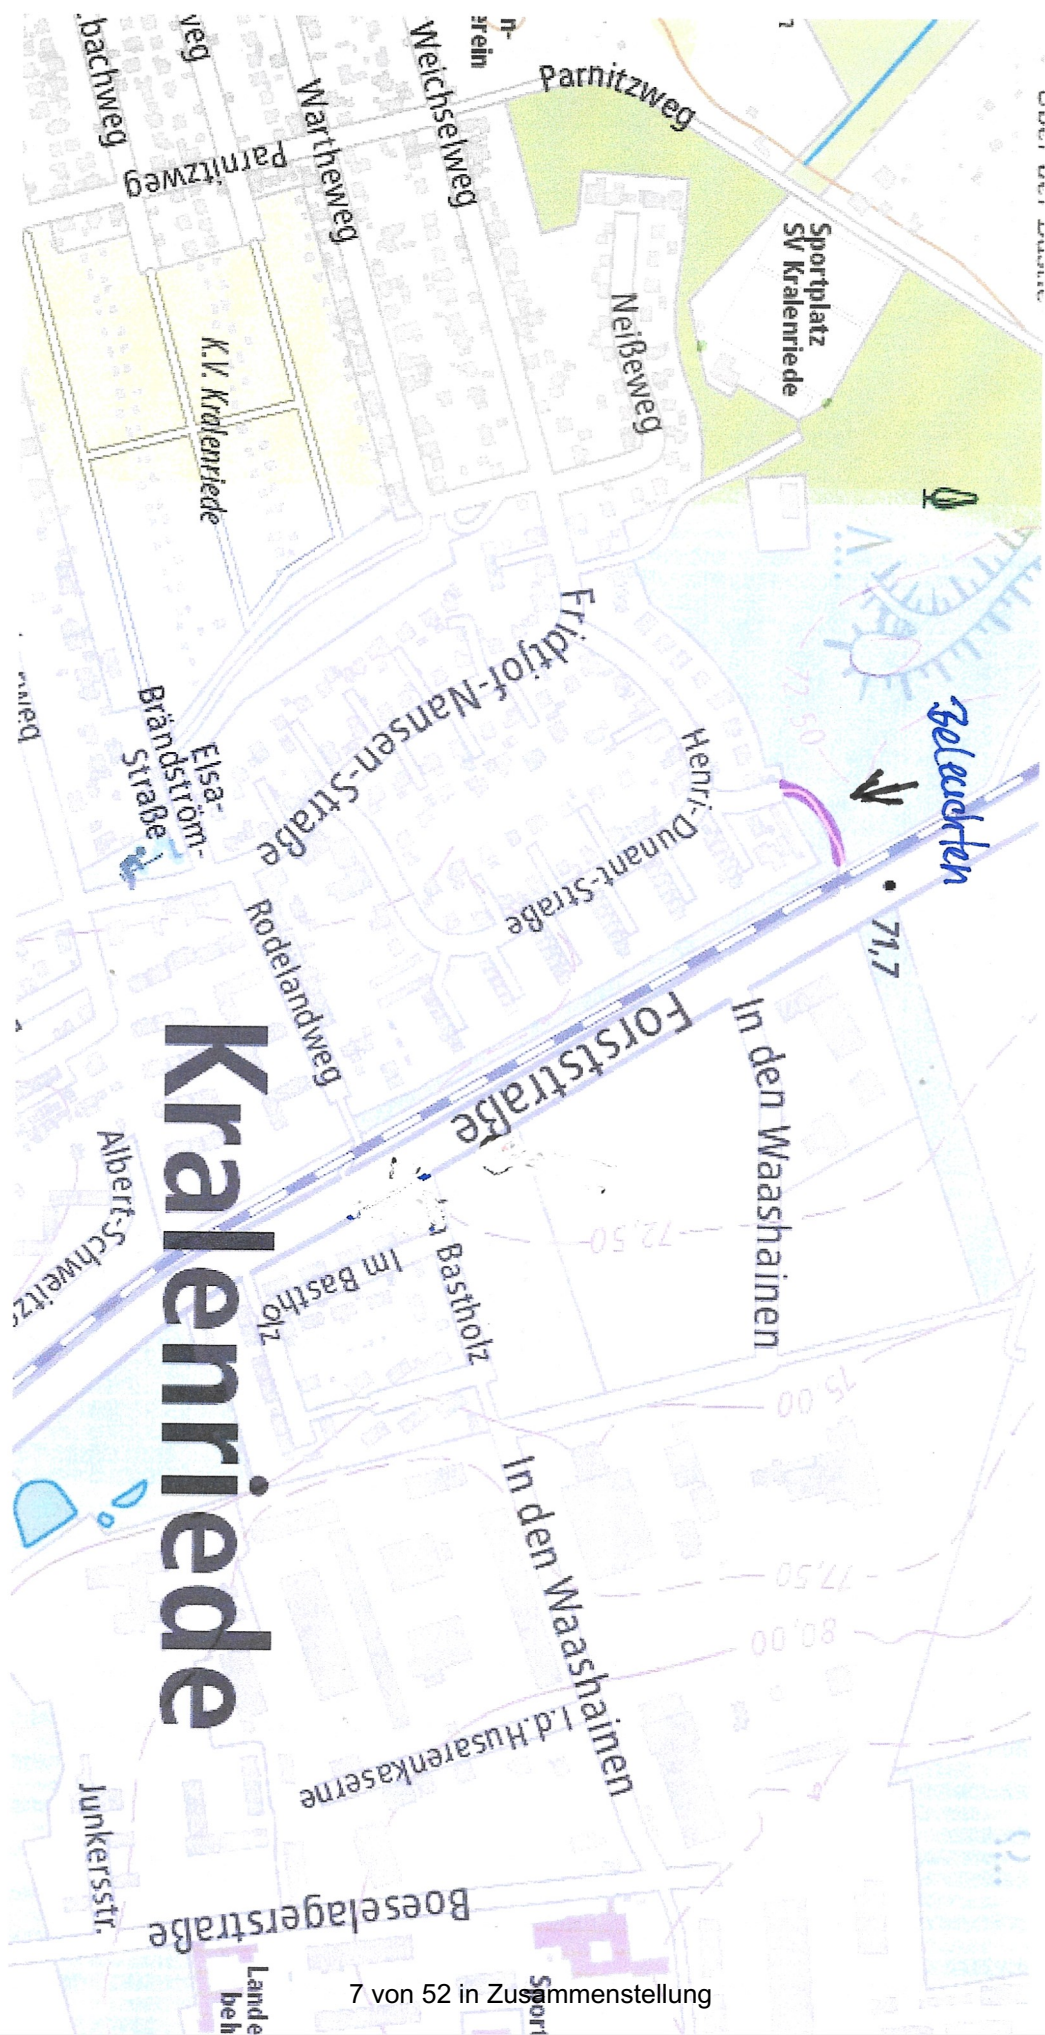 Parnitzweg
Weichselweg
Wartheweg
Parnitzweg
Sportplatz
SV Kralenriede
Neißeweg
K.V. Kralenriede
Fridtjof-Nansen-Straße
Henri-Dunant-Straße
Beleuchten
71,7
Elsa-
Brändström-
Straße
Rodelandweg
Forststraße
In den Waashainen
Kralenriede
Im Bastholz
Bastholz
72,50
75,00
77,50
80,00
In den Waashainen
I.d.Husarenkaserne
Junkersstr.
Boeselagerstraße
7 von 52 in Zusammenstellung